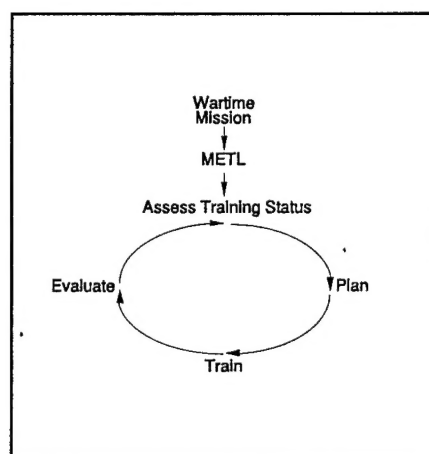 Wartime
Mission
METL
Assess Training Status
Evaluate
Plan
Train